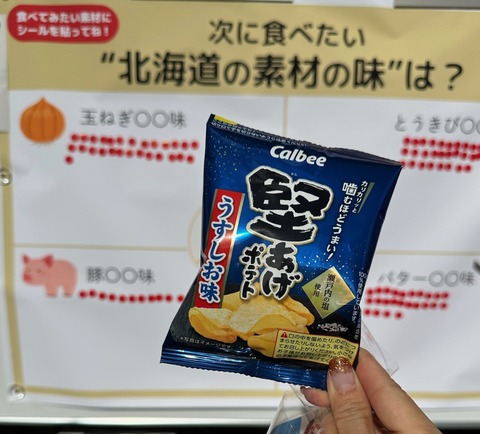 食べてみたい素材に
シールを貼ってね!
次に食べたい
"北海道の素材の味"は?
玉ねぎ〇〇味
とうきび〇〇
豚〇〇味
バター〇〇味
Calbee
堅あげ
ポテト
うすしお味
カリカリッと
噛むほどうまい!
瀬戸内の塩
使用